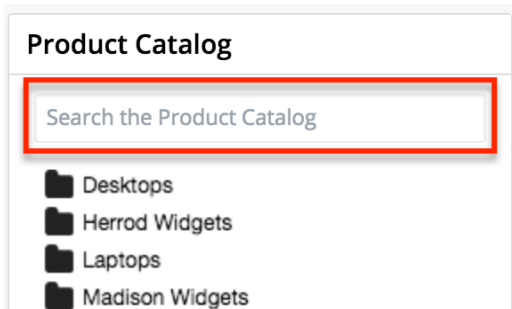 Product Catalog
Search the Product Catalog
Desktops
Herrod Widgets
Laptops
Madison Widgets